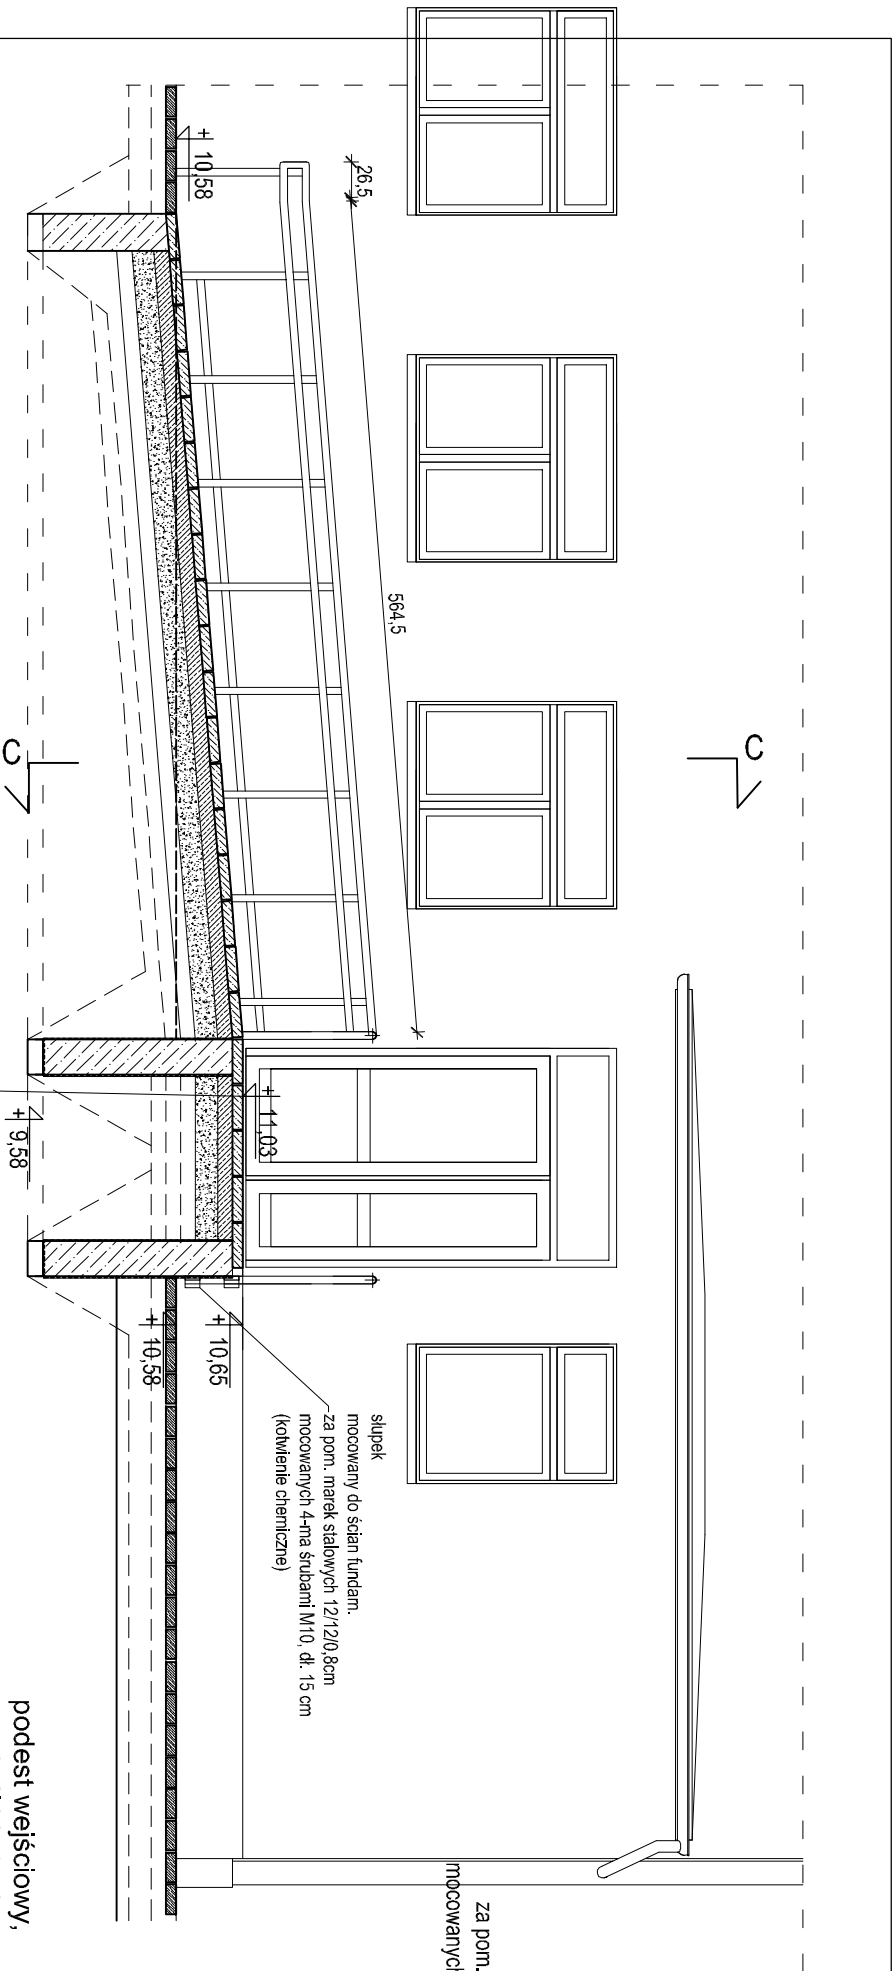 26,5
564,5
+ 10,58
C
C
+ 11,03
+ 9,58
+ 10,65
+ 10,58
słupek
mocowany do ścian fundam.
za pom. marek stalowych 12/12/0,8cm
mocowanych 4-ma śrubami M10, dł. 15 cm
(kotwienie chemiczne)
za pom.
mocowanych
podest wejściowy,